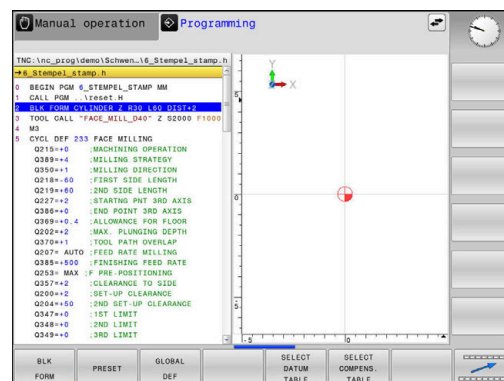 Manual operation
Programming
TNC:\nc_prog\demo\Schwen…\6_Stempel_stamp.h
→6_Stempel_stamp.h
0 BEGIN PGM 6_STEMPEL_STAMP MM
1 CALL PGM ..\reset.H
2 BLK FORM CYLINDER Z R30 L60 DIST+2
3 TOOL CALL "FACE_MILL_D40" Z S2000 F1000
4 M3
5 CYCL DEF 233 FACE MILLING
Q215=+0 ;MACHINING OPERATION
Q389=+4 ;MILLING STRATEGY
Q350=+1 ;MILLING DIRECTION
Q218=-60 ;FIRST SIDE LENGTH
Q219=+60 ;2ND SIDE LENGTH
Q227=+2 ;STARTNG PNT 3RD AXIS
Q386=+0 ;END POINT 3RD AXIS
Q369=+0.4 ;ALLOWANCE FOR FLOOR
Q202=+2 ;MAX. PLUNGING DEPTH
Q370=+1 ;TOOL PATH OVERLAP
Q207= AUTO ;FEED RATE MILLING
Q385=+500 ;FINISHING FEED RATE
Q253= MAX ;F PRE-POSITIONING
Q357=+2 ;CLEARANCE TO SIDE
Q200=+2 ;SET-UP CLEARANCE
Q204=+50 ;2ND SET-UP CLEARANCE
Q347=+0 ;1ST LIMIT
Q348=+0 ;2ND LIMIT
Q349=+0 ;3RD LIMIT
Y
X
5
0
-5
-5
0
BLK
FORM
PRESET
GLOBAL
DEF
SELECT
DATUM
TABLE
SELECT
COMPENS.
TABLE